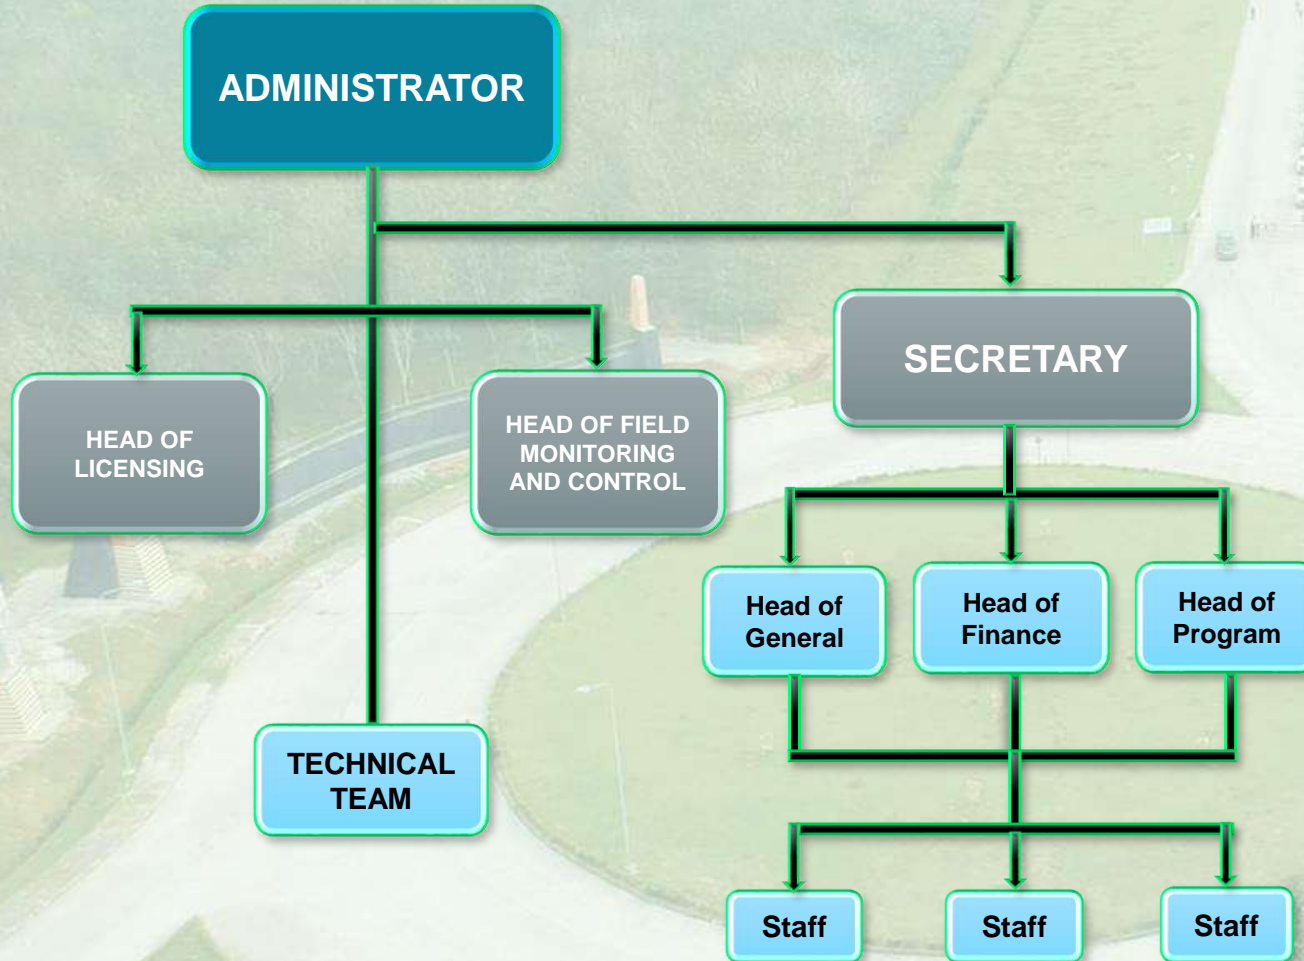 ADMINISTRATOR
SECRETARY
HEAD OF
LICENSING
HEAD OF FIELD
MONITORING
AND CONTROL
Head of
General
Head of
Finance
Head of
Program
TECHNICAL
TEAM
Staff
Staff
Staff